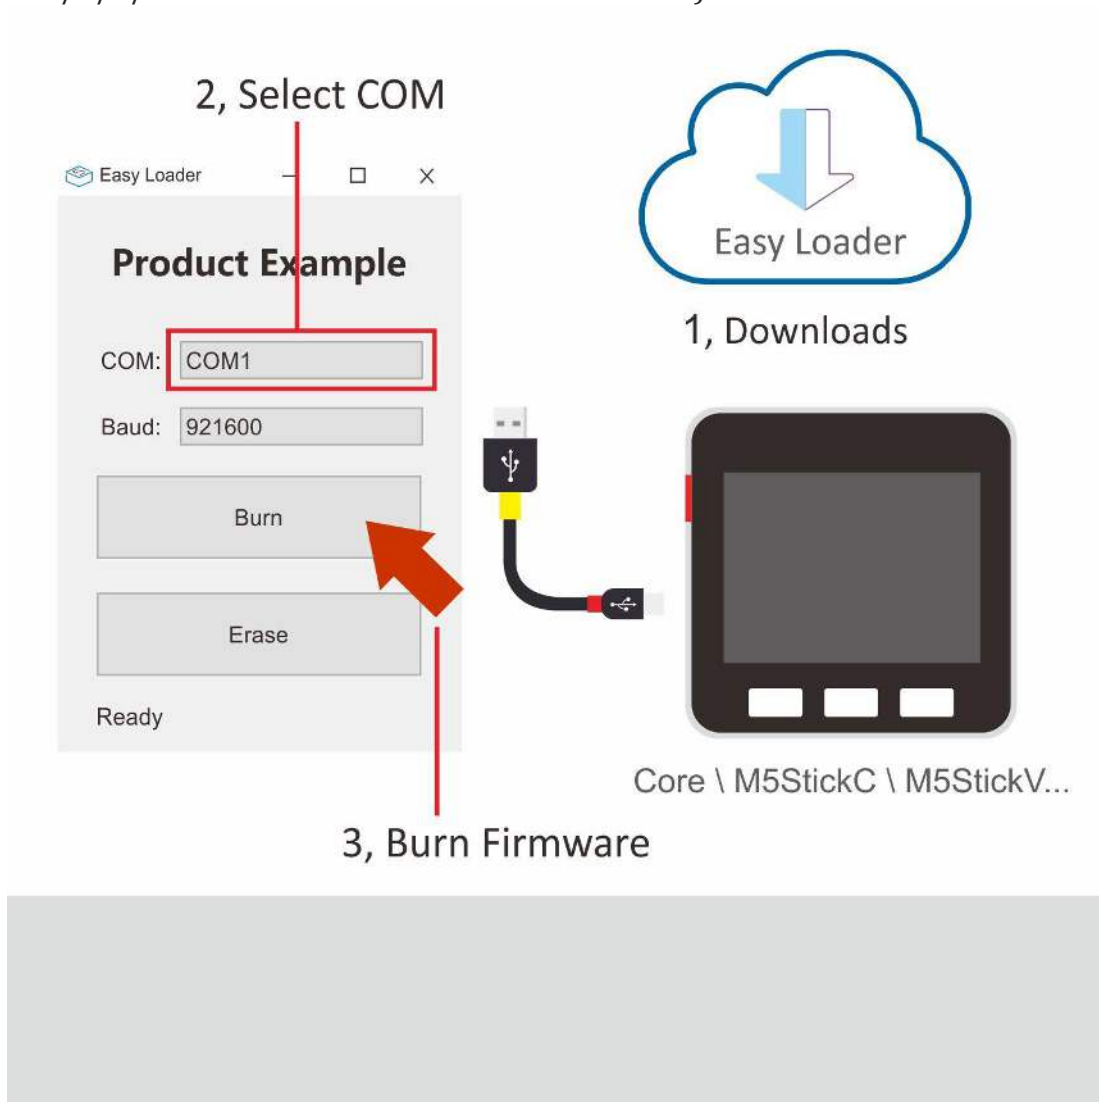 2, Select COM
Easy Loader
Product Example
COM: COM1
Baud: 921600
Burn
Erase
Ready
3, Burn Firmware
Easy Loader
1, Downloads
Core \ M5StickC \ M5StickV...